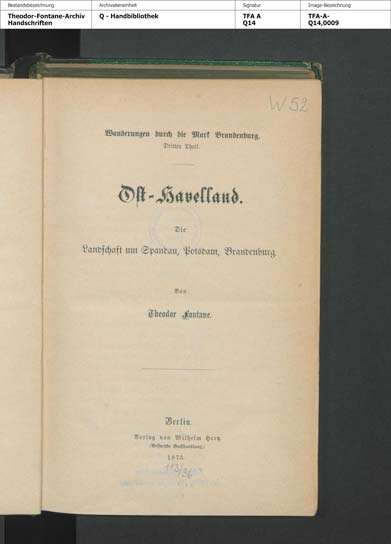 Bestandsbezeichnung
Archivalieneinheit
Signatur
Image-Bezeichnung
Theodor-Fontane-Archiv
Handschriften
Q - Handbibliothek
TFA A
Q14
TFA-A-
Q14,0009
W 52
Wanderungen durch die Mark Brandenburg.
Dritter Theil.
Ost-Havelland.
Die
Landschaft um Spandau, Potsdam, Brandenburg.
Von
Theodor Fontane.
Berlin.
Verlag von Wilhelm Hertz.
(Bessersche Buchhandlung.)
1873.
113/36